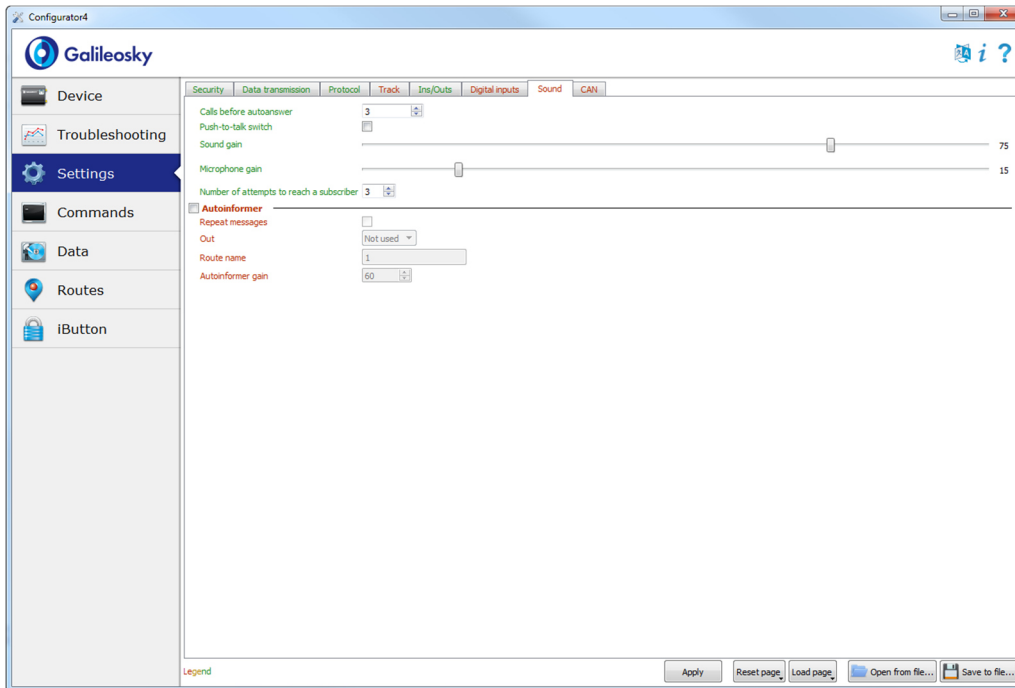 Configurator4
Galileosky
Device
Troubleshooting
Settings
Commands
Data
Routes
iButton
Security Data transmission Protocol Track Ins/Outs Digital inputs Sound CAN
Calls before autoanswer 3
Push-to-talk switch
Sound gain 75
Microphone gain 15
Number of attempts to reach a subscriber 3
Autoinformer
Repeat messages
Out Not used
Route name 1
Autoinformer gain 60
Legend Apply Reset page Load page Open from file... Save to file...